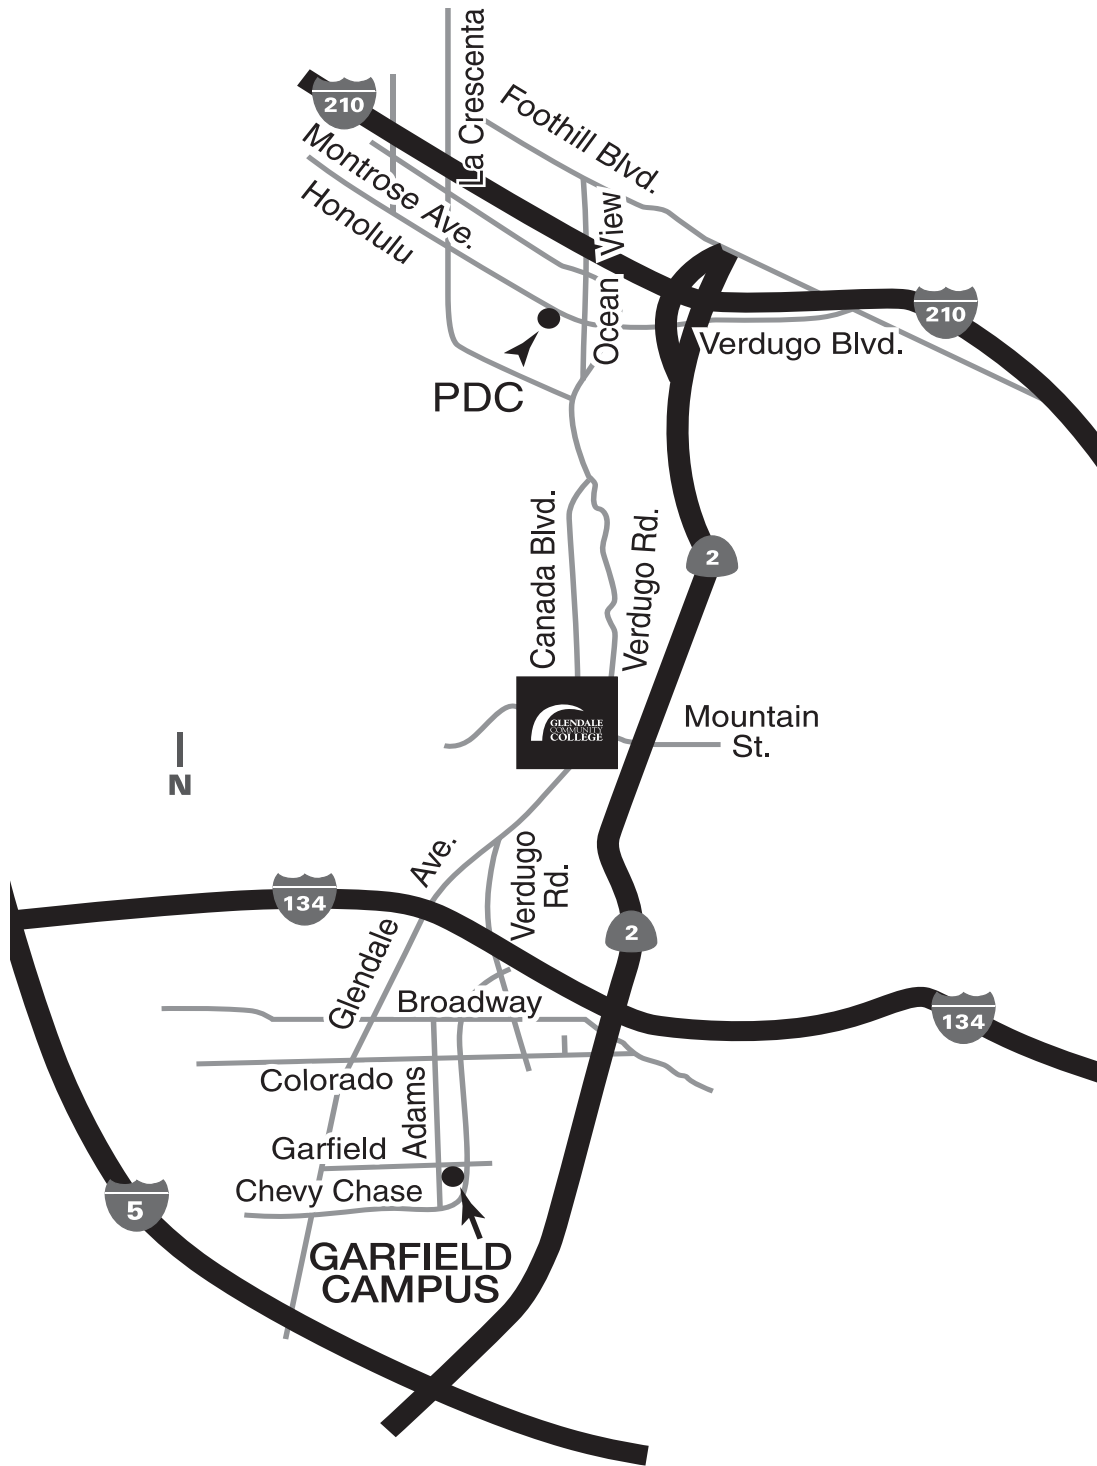 La Crescenta
210
Foothill Blvd.
Montrose Ave.
Honolulu
Ocean View
210
Verdugo Blvd.
PDC
Canada Blvd.
Verdugo Rd.
2
GLENDALE
COMMUNITY
COLLEGE
Mountain
St.
N
Glendale Ave.
Verdugo
Rd.
134
2
Broadway
134
Colorado
Adams
Garfield
Chevy Chase
5
GARFIELD
CAMPUS